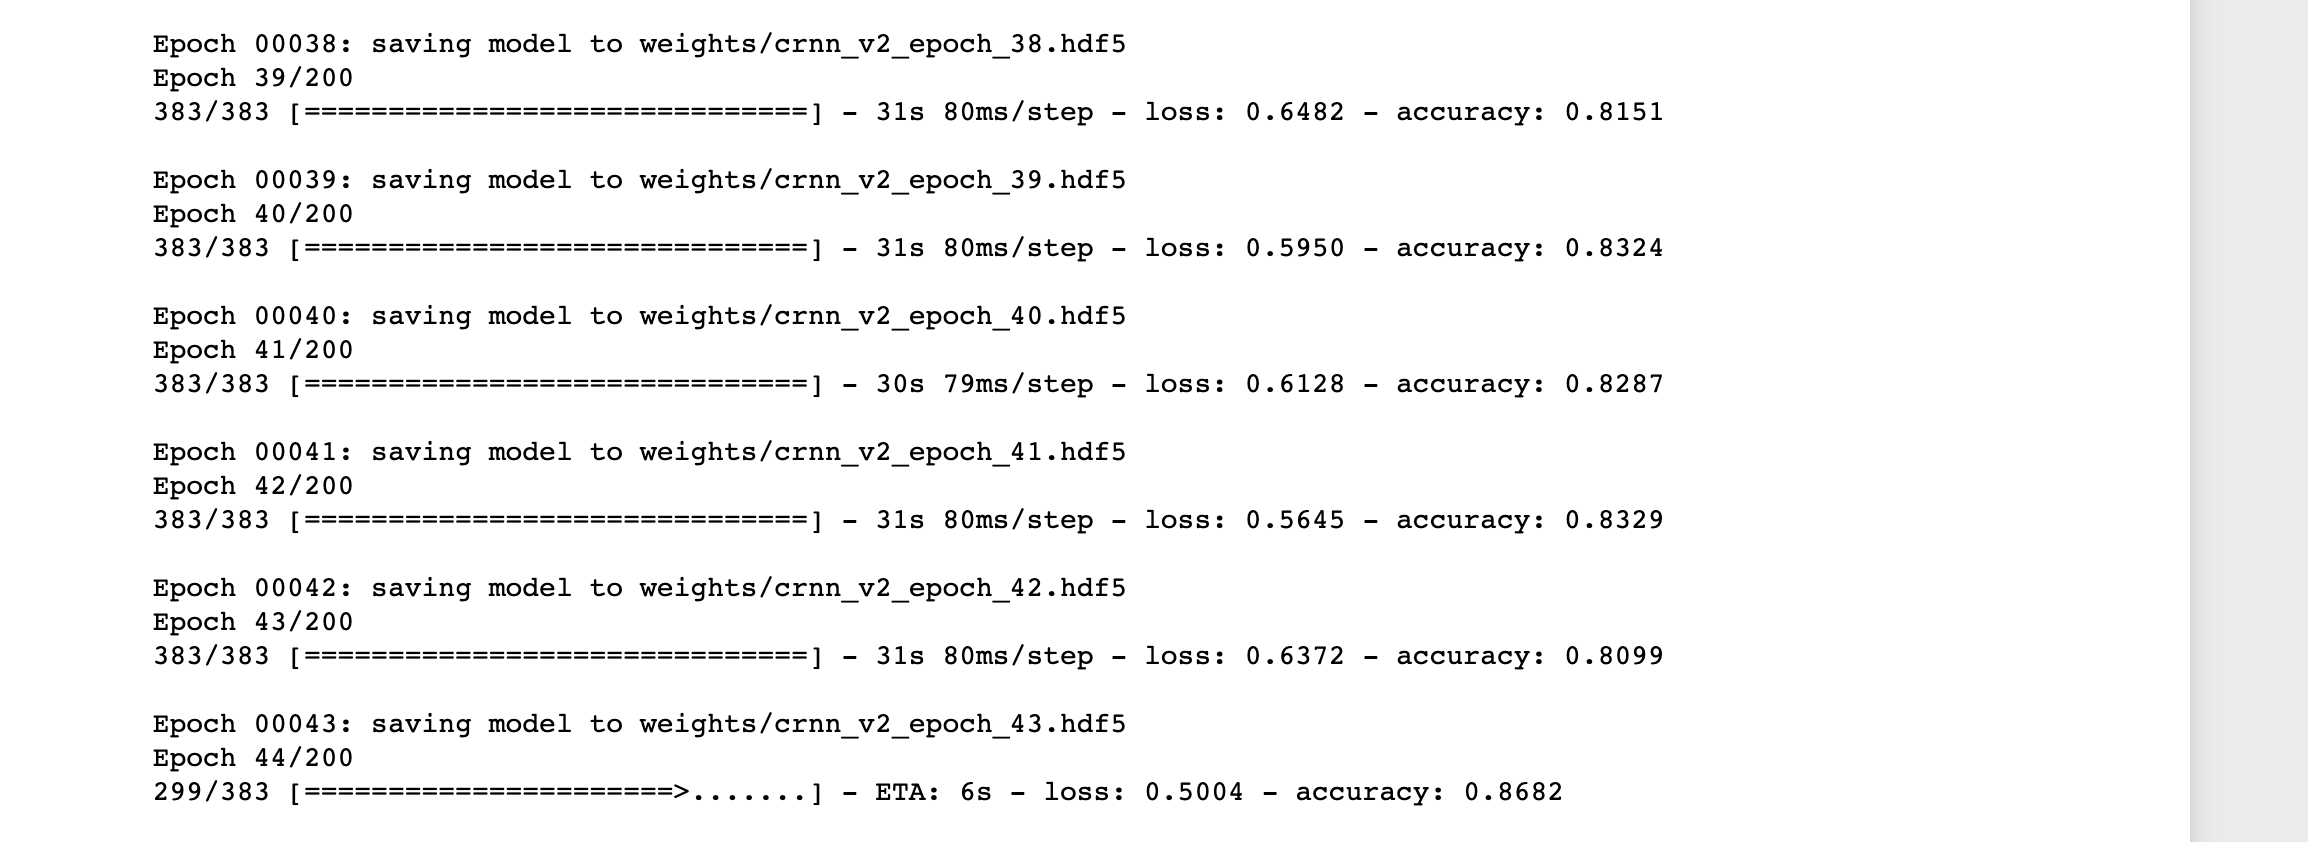 Epoch 00038: saving model to weights/crnn_v2_epoch_38.hdf5
Epoch 39/200
383/383 [==============================] - 31s 80ms/step - loss: 0.6482 - accuracy: 0.8151
Epoch 00039: saving model to weights/crnn_v2_epoch_39.hdf5
Epoch 40/200
383/383 [==============================] - 31s 80ms/step - loss: 0.5950 - accuracy: 0.8324
Epoch 00040: saving model to weights/crnn_v2_epoch_40.hdf5
Epoch 41/200
383/383 [==============================] - 30s 79ms/step - loss: 0.6128 - accuracy: 0.8287
Epoch 00041: saving model to weights/crnn_v2_epoch_41.hdf5
Epoch 42/200
383/383 [==============================] - 31s 80ms/step - loss: 0.5645 - accuracy: 0.8329
Epoch 00042: saving model to weights/crnn_v2_epoch_42.hdf5
Epoch 43/200
383/383 [==============================] - 31s 80ms/step - loss: 0.6372 - accuracy: 0.8099
Epoch 00043: saving model to weights/crnn_v2_epoch_43.hdf5
Epoch 44/200
299/383 [======================>.......] - ETA: 6s - loss: 0.5004 - accuracy: 0.8682